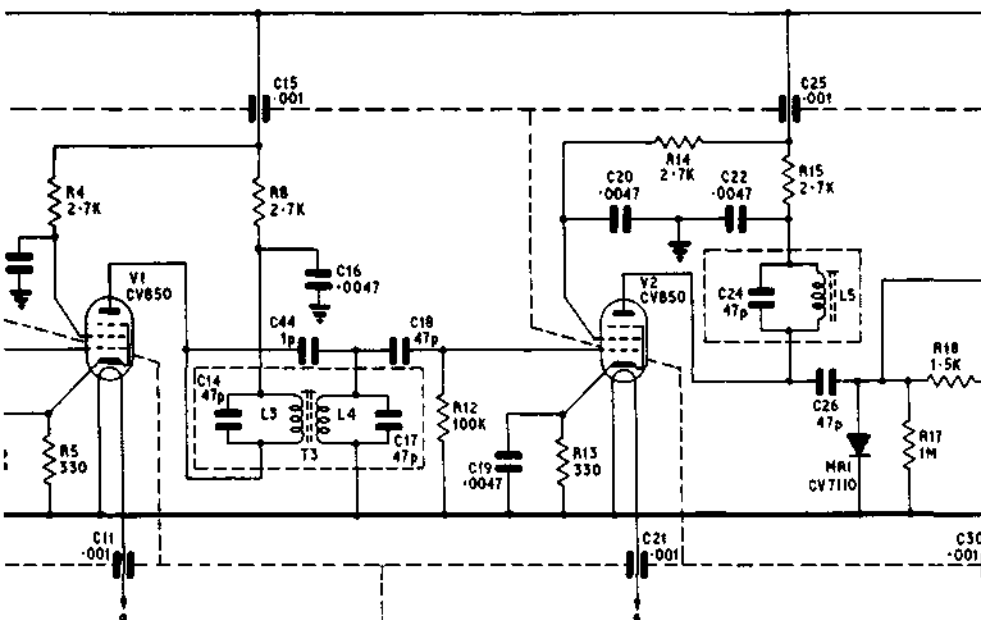 C15
.001
C25
.001
R4
2.7K
R8
2.7K
R14
2.7K
R15
2.7K
C20
.0047
C22
.0047
V1
CV850
C16
.0047
V2
CV850
C24
47p
L5
C44
1p
C18
47p
R18
1.5K
C14
47p
L3
L4
T3
C17
47p
R12
100K
C26
47p
R5
330
C19
.0047
R13
330
MR1
CV7110
R17
1M
C11
.001
C21
.001
C30
.001